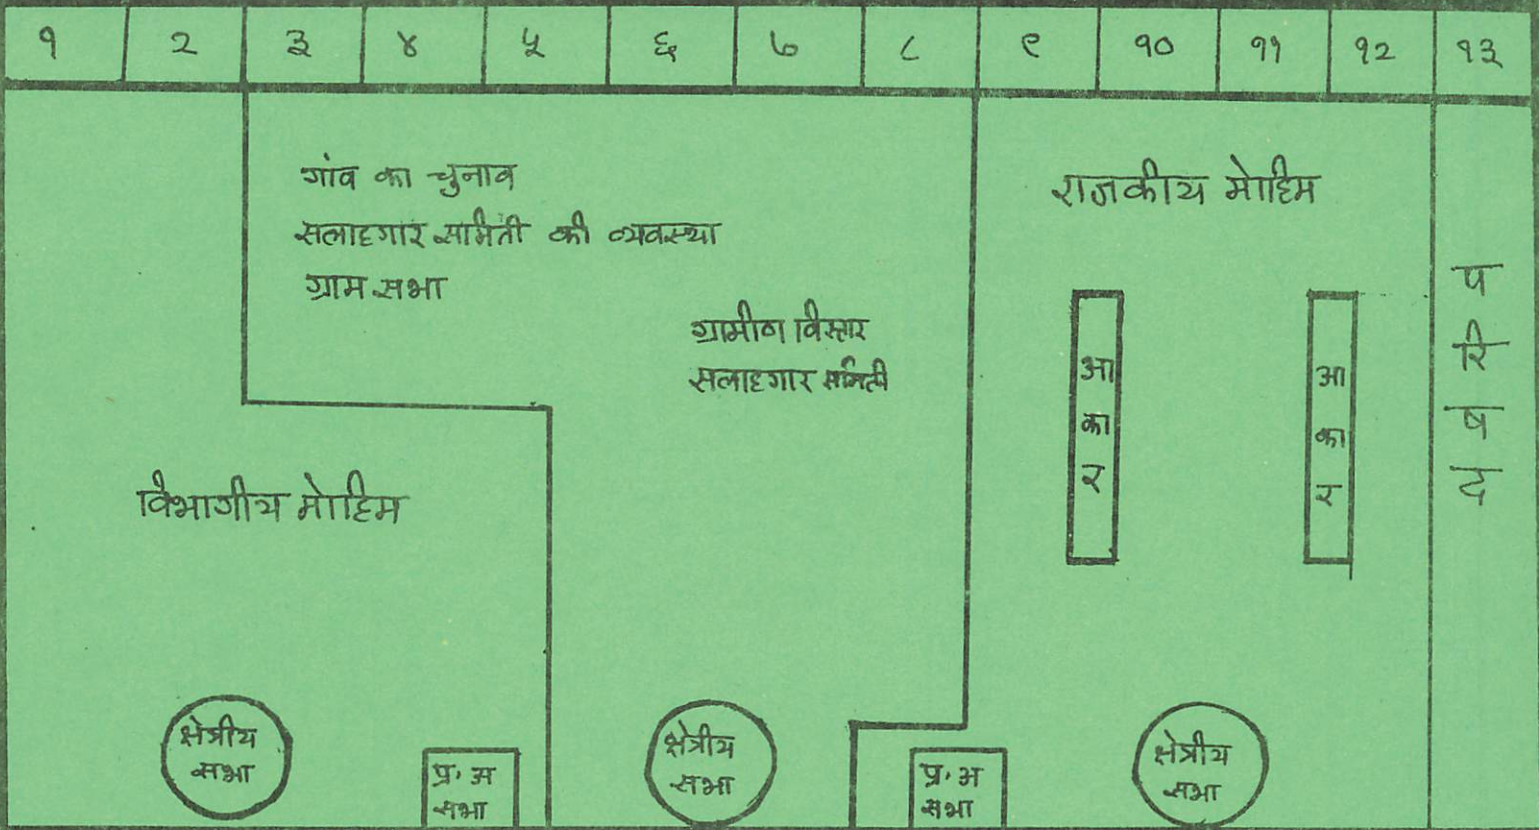 १ २ ३ ४ ५ ६ ७ ८ ९ १० ११ १२ १३
गांव का चुनाव
सलाहगार समिती की व्यवस्था
ग्राम सभा
ग्रामीण विस्तार
सलाहगार समिती
विभागीय मोहिम
राजकीय मोहिम
आ
का
र
आ
का
र
प
रि
ष
द
क्षेत्रीय
सभा
प्र. अ
सभा
क्षेत्रीय
सभा
प्र. अ
सभा
क्षेत्रीय
सभा